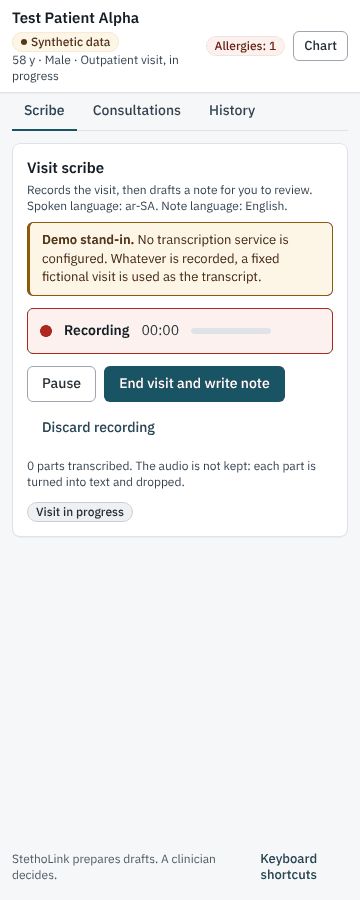 Test Patient Alpha
Synthetic data
58 y · Male · Outpatient visit, in
progress
Allergies: 1
Chart
Scribe
Consultations
History
Visit scribe
Records the visit, then drafts a note for you to review.
Spoken language: ar-SA. Note language: English.
Demo stand-in. No transcription service is
configured. Whatever is recorded, a fixed
fictional visit is used as the transcript.
Recording 00:00
Pause
End visit and write note
Discard recording
0 parts transcribed. The audio is not kept: each part is
turned into text and dropped.
Visit in progress
StethoLink prepares drafts. A clinician
decides.
Keyboard
shortcuts